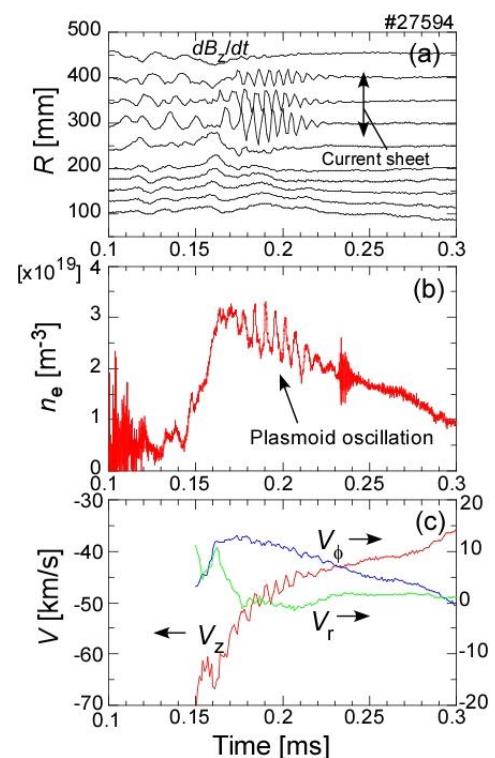 #27594
500
dBz/dt
(a)
400
300
R [mm]
Current sheet
200
100
0.1
0.15
0.2
0.25
0.3
[x10¹⁹]
4
(b)
3
ne [m⁻³]
2
1
Plasmoid oscillation
0
0.1
0.15
0.2
0.25
0.3
-30
20
(c)
Vϕ
-40
10
V [km/s]
-50
0
Vz
Vr
-60
-10
-70
-20
0.1
0.15
0.2
0.25
0.3
Time [ms]